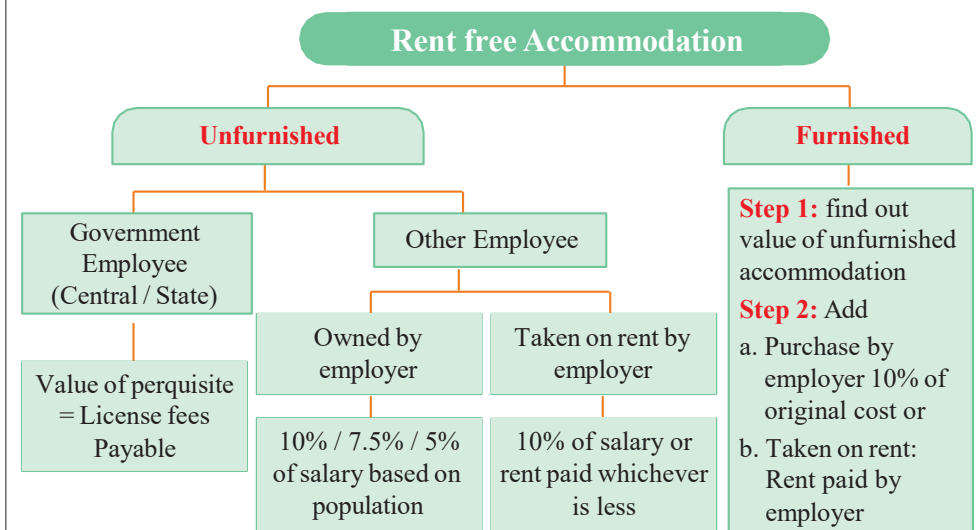 Rent free Accommodation
Unfurnished
Furnished
Government
Employee
(Central / State)
Other Employee
Value of perquisite
= License fees
Payable
Owned by
employer
Taken on rent by
employer
10% / 7.5% / 5%
of salary based on
population
10% of salary or
rent paid whichever
is less
Step 1: find out
value of unfurnished
accommodation
Step 2: Add
a. Purchase by
employer 10% of
original cost or
b. Taken on rent:
Rent paid by
employer